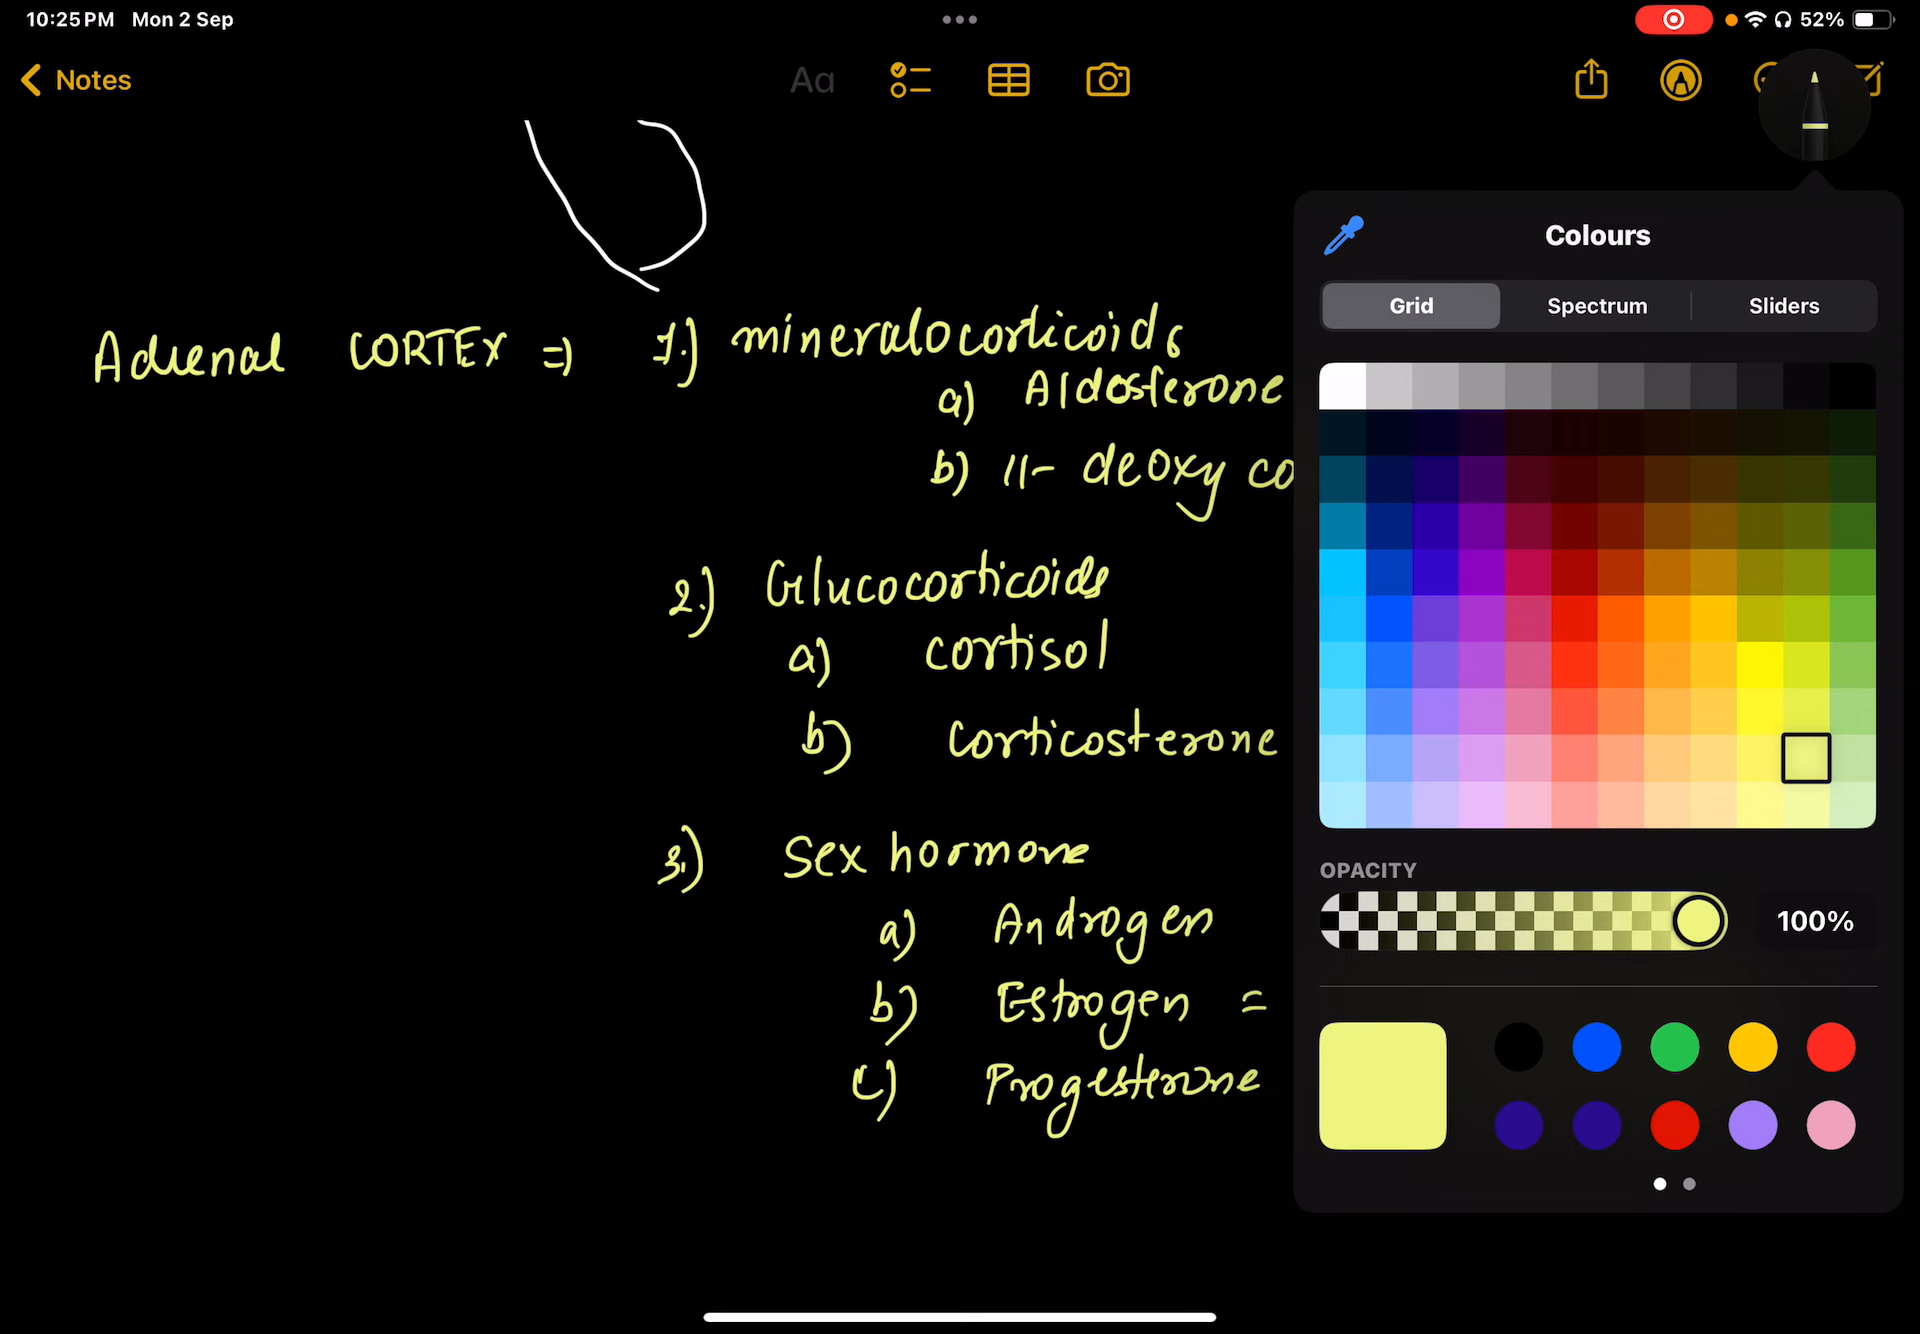 10:25 PM Mon 2 Sep
52%
Notes
Aa
Colours
Grid Spectrum Sliders
Adrenal CORTEX => 1.) mineralocorticoids
a) Aldosterone
b) 11- deoxy co
2.) Glucocorticoids
a) cortisol
b) corticosterone
3.) Sex hormone
a) Androgen
b) Estrogen =
c) Progesterone
OPACITY
100%